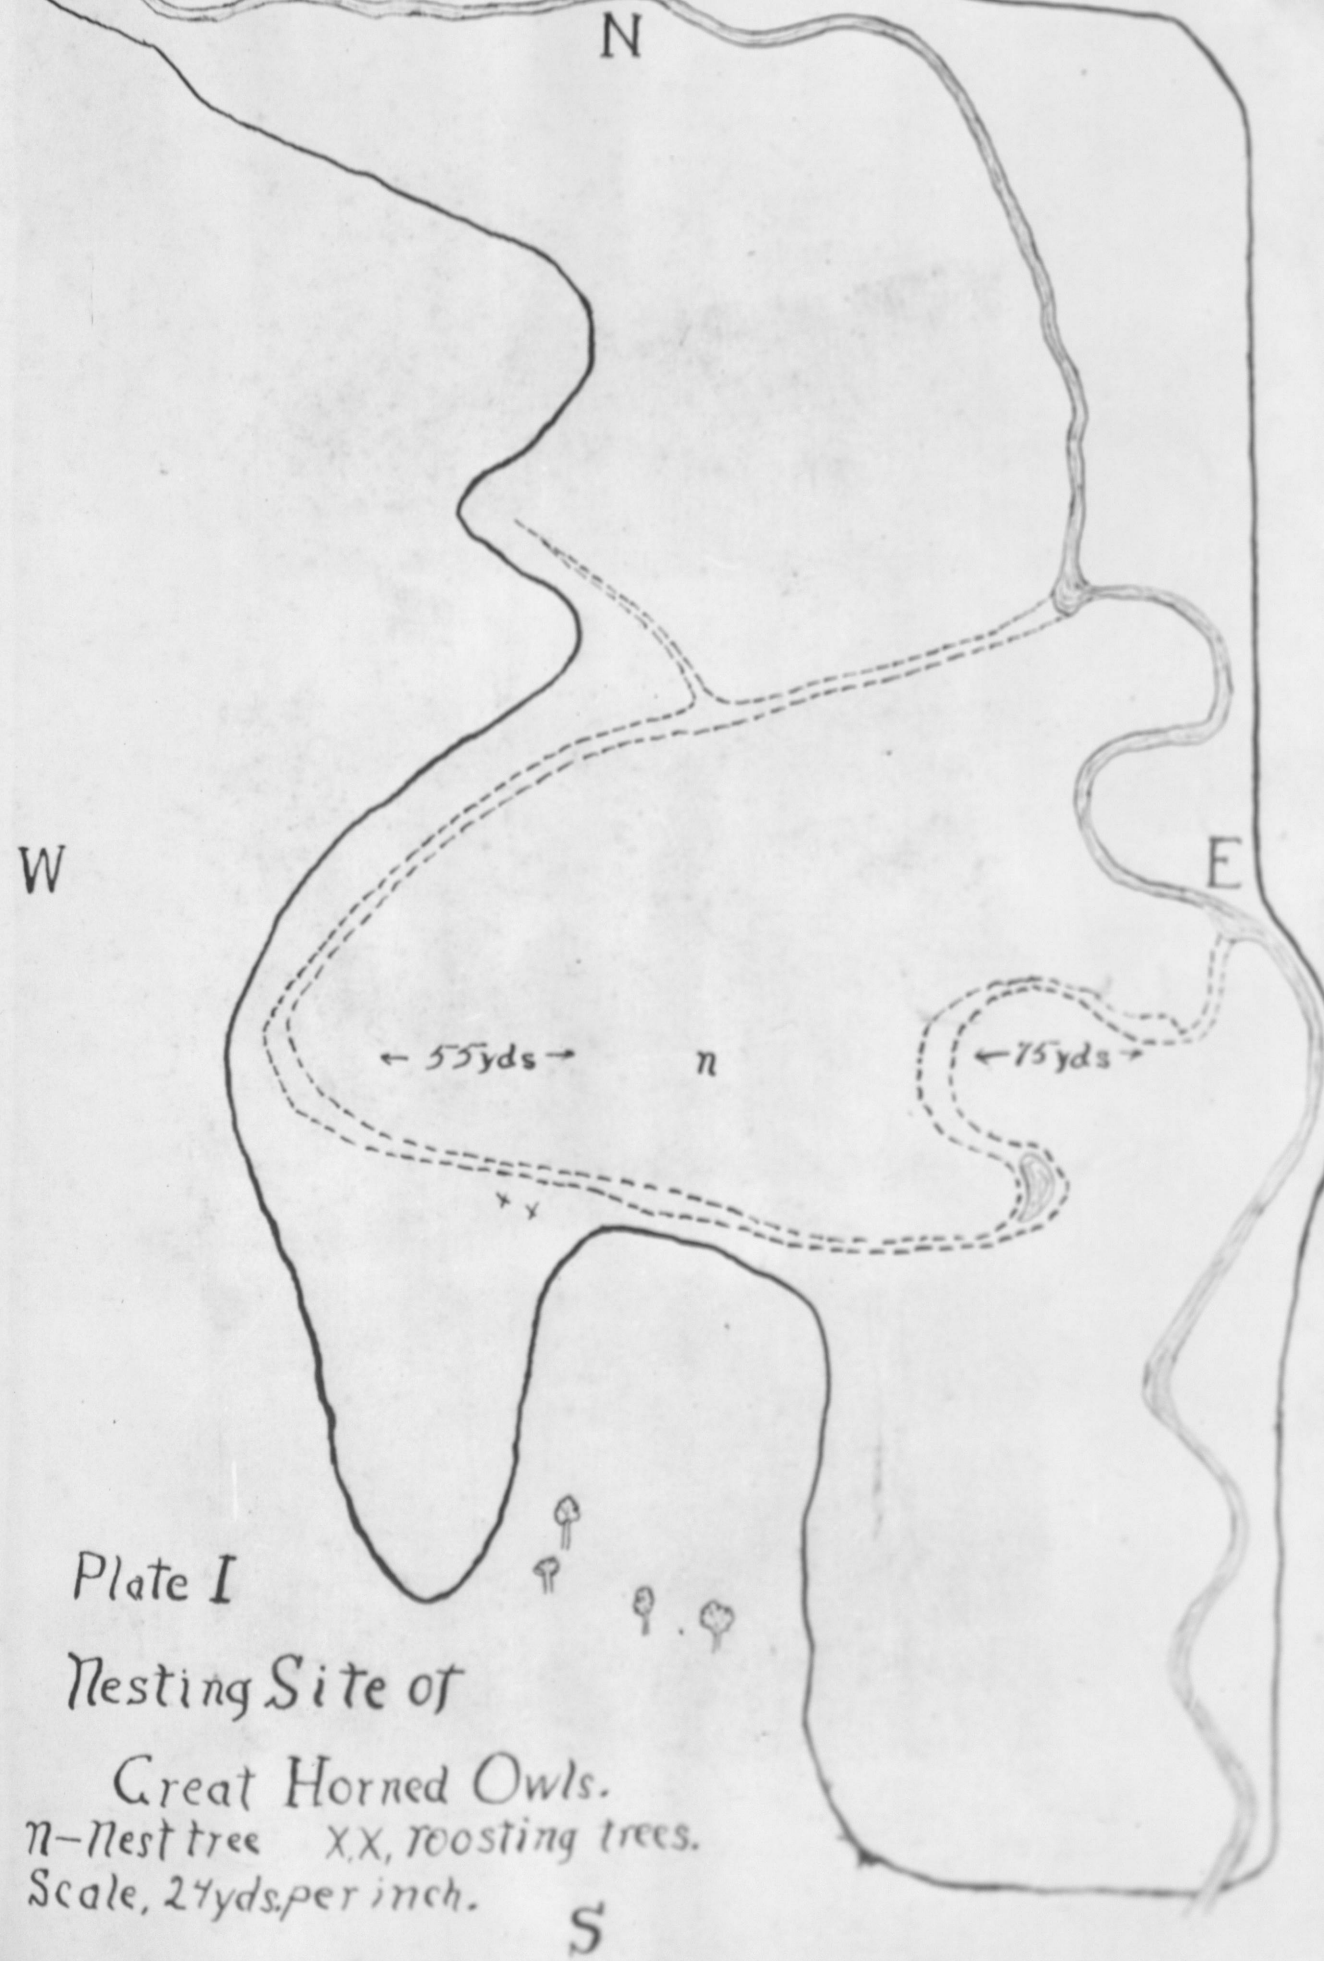 N
W
E
← 55yds → n ← 75yds →
x x
Plate I
Nesting Site of
Great Horned Owls.
n-Nest tree X,X, roosting trees.
Scale, 24yds.per inch.
S